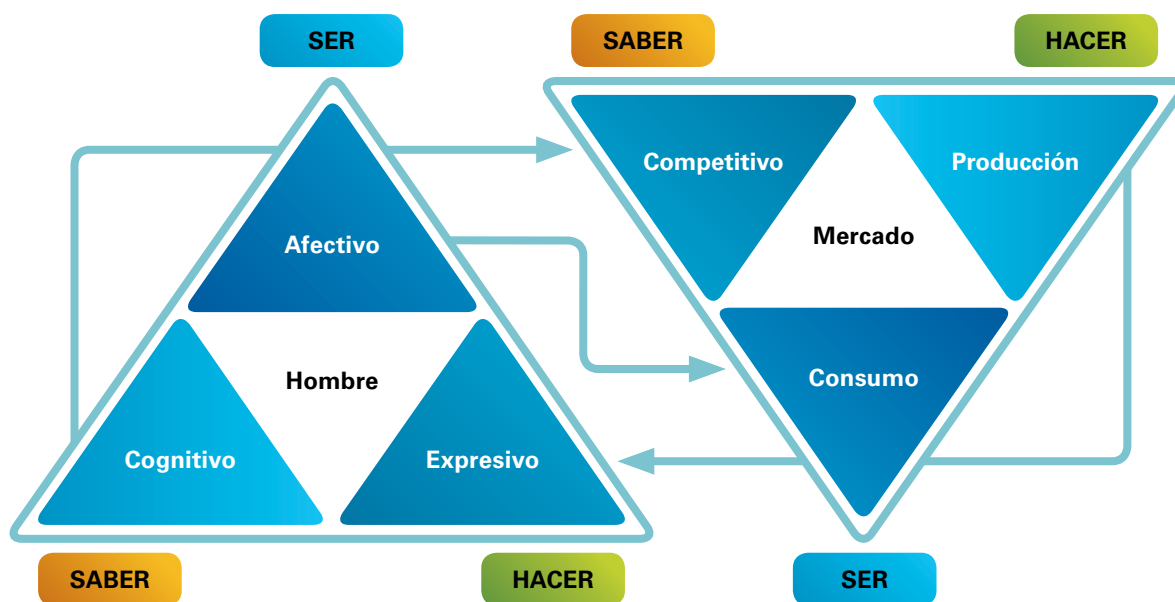 SER
SABER
HACER
Competitivo
Producción
Mercado
Afectivo
Hombre
Consumo
Cognitivo
Expresivo
SABER
HACER
SER